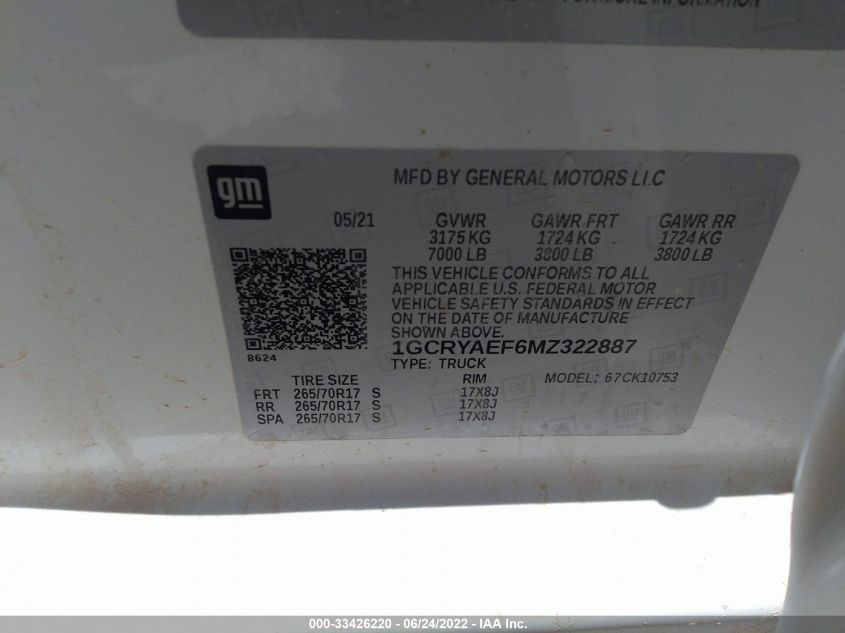 FOR MORE INFORMATION
gm
MFD BY GENERAL MOTORS LLC
05/21 GVWR GAWR FRT GAWR RR
3175 KG 1724 KG 1724 KG
7000 LB 3800 LB 3800 LB
THIS VEHICLE CONFORMS TO ALL
APPLICABLE U.S. FEDERAL MOTOR
VEHICLE SAFETY STANDARDS IN EFFECT
ON THE DATE OF MANUFACTURE
SHOWN ABOVE.
8624
1GCRYAEF6MZ322887
TYPE: TRUCK
TIRE SIZE RIM MODEL: 67CK10753
FRT 265/70R17 S 17X8J
RR 265/70R17 S 17X8J
SPA 265/70R17 S 17X8J
000-33426220 - 06/24/2022 - IAA, Inc.